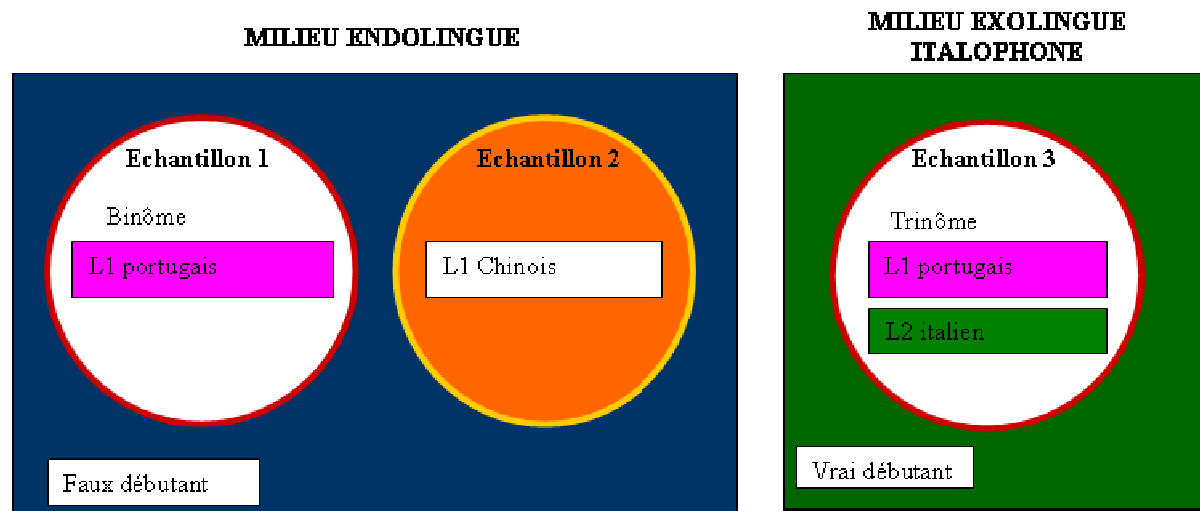 MILIEU ENDOLINGUE
Echantillon 1
Binôme
L1 portugais
Echantillon 2
L1 Chinois
Faux débutant
MILIEU EXOLINGUE
ITALOPHONE
Echantillon 3
Trinôme
L1 portugais
L2 italien
Vrai débutant